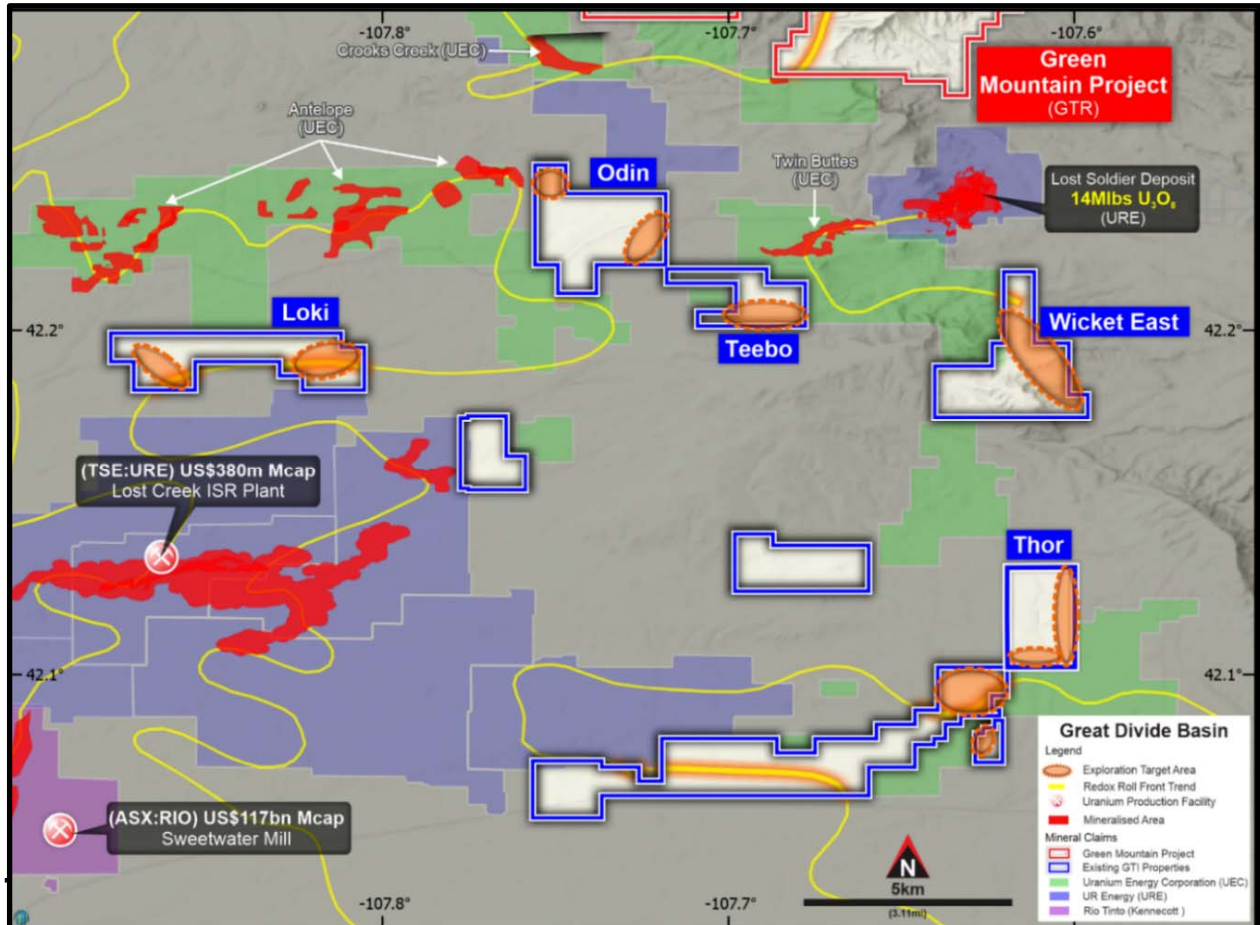 -107.8°
-107.7°
-107.6°
Crooks Creek (UEC)
Green
Mountain Project
(GTR)
Antelope
(UEC)
Odin
Twin Buttes
(UEC)
Lost Soldier Deposit
14Mlbs U₃O₈
(URE)
42.2°
Loki
Teebo
Wicket East
42.2°
(TSE:URE) US$380m Mcap
Lost Creek ISR Plant
Thor
42.1°
42.1°
(ASX:RIO) US$117bn Mcap
Sweetwater Mill
N
5km
(3.11mi)
-107.8°
-107.7°
Great Divide Basin
Legend
Exploration Target Area
Redox Roll Front Trend
Uranium Production Facility
Mineralised Area
Mineral Claims
Green Mountain Project
Existing GTI Properties
Uranium Energy Corporation (UEC)
UR Energy (URE)
Rio Tinto (Kennecott )